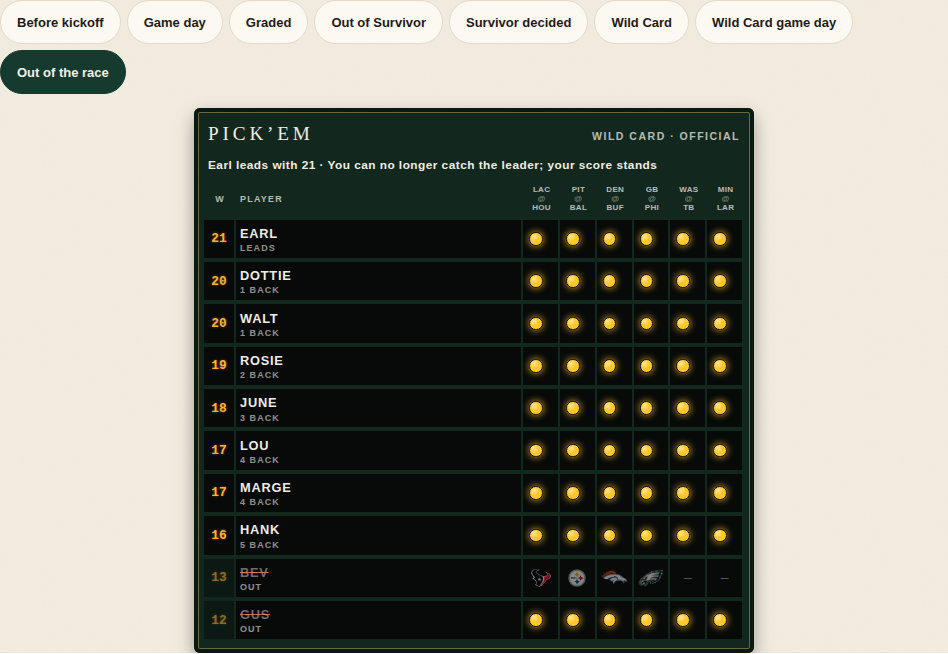 Before kickoff
Game day
Graded
Out of Survivor
Survivor decided
Wild Card
Wild Card game day
Out of the race
PICK’EM
WILD CARD · OFFICIAL
Earl leads with 21 · You can no longer catch the leader; your score stands
W PLAYER LAC @ HOU PIT @ BAL DEN @ BUF GB @ PHI WAS @ TB MIN @ LAR
21 EARL
LEADS
20 DOTTIE
1 BACK
20 WALT
1 BACK
19 ROSIE
2 BACK
18 JUNE
3 BACK
17 LOU
4 BACK
17 MARGE
4 BACK
16 HANK
5 BACK
13 BEV – –
OUT
12 GUS
OUT